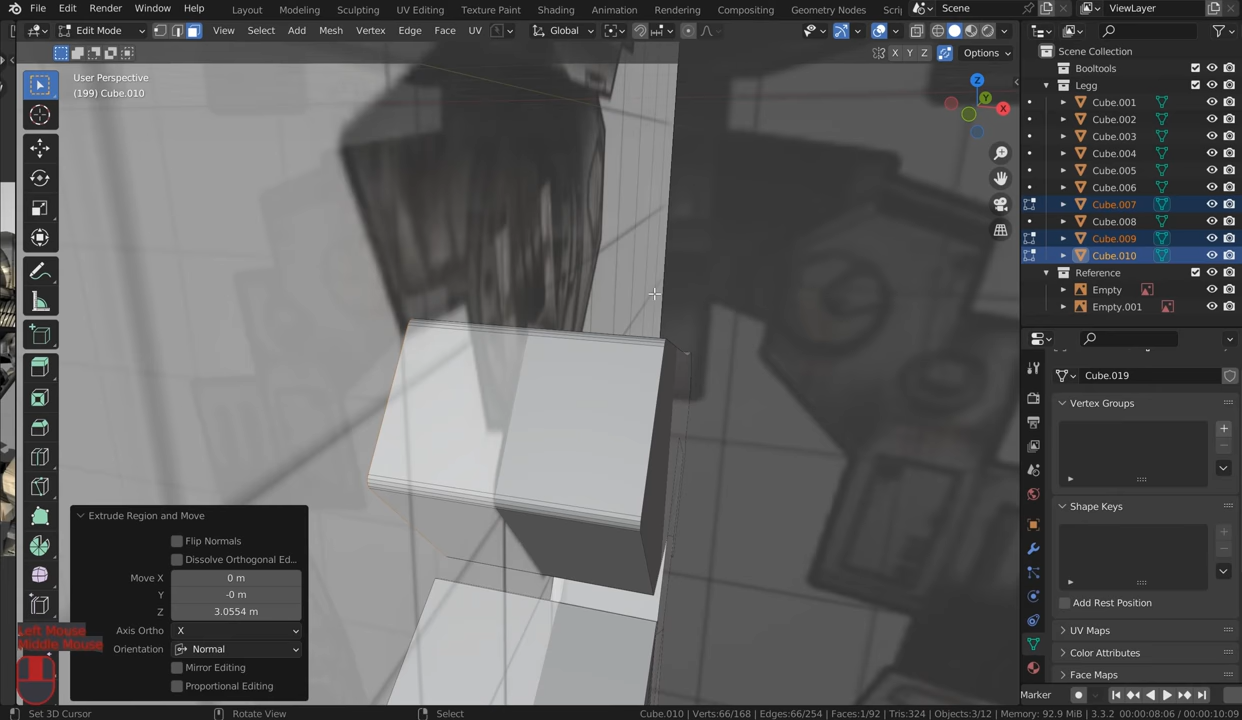 File Edit Render Window Help Layout Modeling Sculpting UV Editing Texture Paint Shading Animation Rendering Compositing Geometry Nodes Scri Scene ViewLayer
Edit Mode View Select Add Mesh Vertex Edge Face UV Global
X Y Z Options
User Perspective
(199) Cube.010
Z
Y
X
Scene Collection
Booltools
Legg
Cube.001
Cube.002
Cube.003
Cube.004
Cube.005
Cube.006
Cube.007
Cube.008
Cube.009
Cube.010
Reference
Empty
Empty.001
Cube.019
Vertex Groups
Shape Keys
Add Rest Position
UV Maps
Color Attributes
Face Maps
Extrude Region and Move
Flip Normals
Dissolve Orthogonal Ed...
Move X 0 m
Y -0 m
Z 3.0554 m
Axis Ortho X
Orientation Normal
Mirror Editing
Proportional Editing
Left Mouse
Middle Mouse
Marker
Set 3D Cursor Rotate View Select Cube.010 | Verts:66/168 | Edges:66/254 | Faces:1/92 | Tris:324 | Objects:3/12 | Memory: 92.9 MiB | 3.3.2 00:00:08:06 / 00:00:10:09